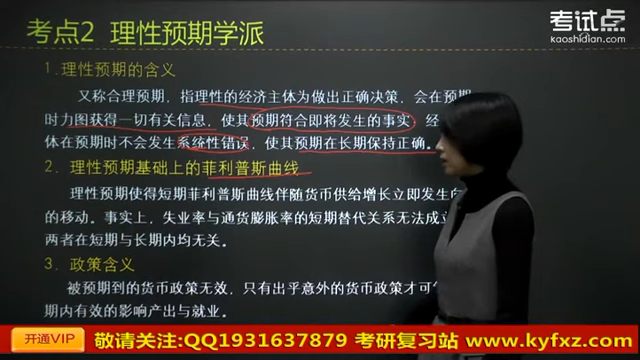 考试点
kaoshidian.com
考点2 理性预期学派
1.理性预期的含义
又称合理预期，指理性的经济主体为做出正确决策，会在预期
时力图获得一切有关信息，使其预期符合即将发生的事实；经
体在预期时不会发生系统性错误，使其预期在长期保持正确。
2．理性预期基础上的菲利普斯曲线
理性预期使得短期菲利普斯曲线伴随货币供给增长立即发生向
的移动。事实上，失业率与通货膨胀率的短期替代关系无法成立
两者在短期与长期内均无关。
3．政策含义
被预期到的货币政策无效，只有出乎意外的货币政策才可
期内有效的影响产出与就业。
开通VIP 敬请关注:QQ1931637879 考研复习站 www.kyfxz.com